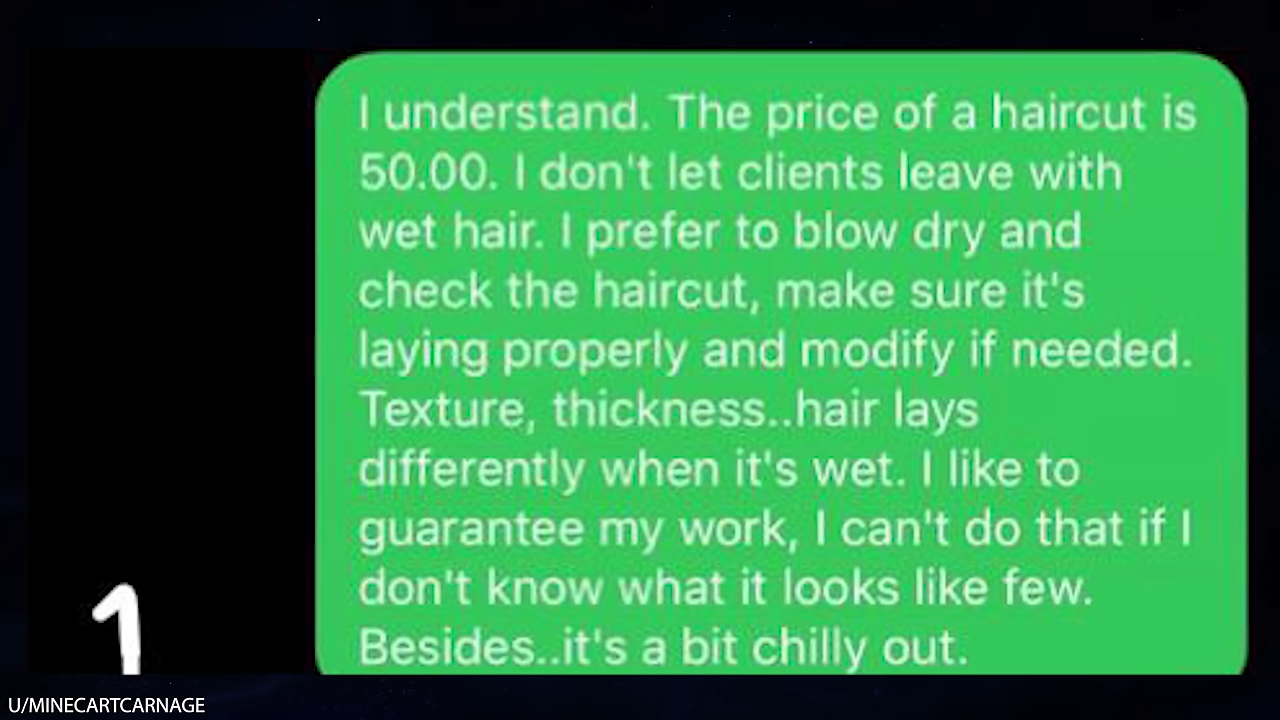 I understand. The price of a haircut is
50.00. I don't let clients leave with
wet hair. I prefer to blow dry and
check the haircut, make sure it's
laying properly and modify if needed.
Texture, thickness..hair lays
differently when it's wet. I like to
guarantee my work, I can't do that if I
don't know what it looks like few.
Besides..it's a bit chilly out.
1
U/MINECARTCARNAGE